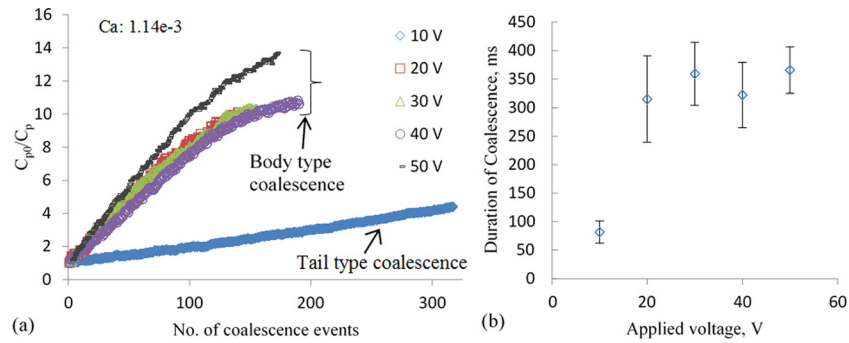 Ca: 1.14e-3
16
14
12
10
8
6
4
2
0
C_p0/C_p
10 V
20 V
30 V
40 V
50 V
Body type
coalescence
Tail type coalescence
0
100
200
300
No. of coalescence events
(a)
450
400
350
300
250
200
150
100
50
0
Duration of Coalescence, ms
0
20
40
60
Applied voltage, V
(b)